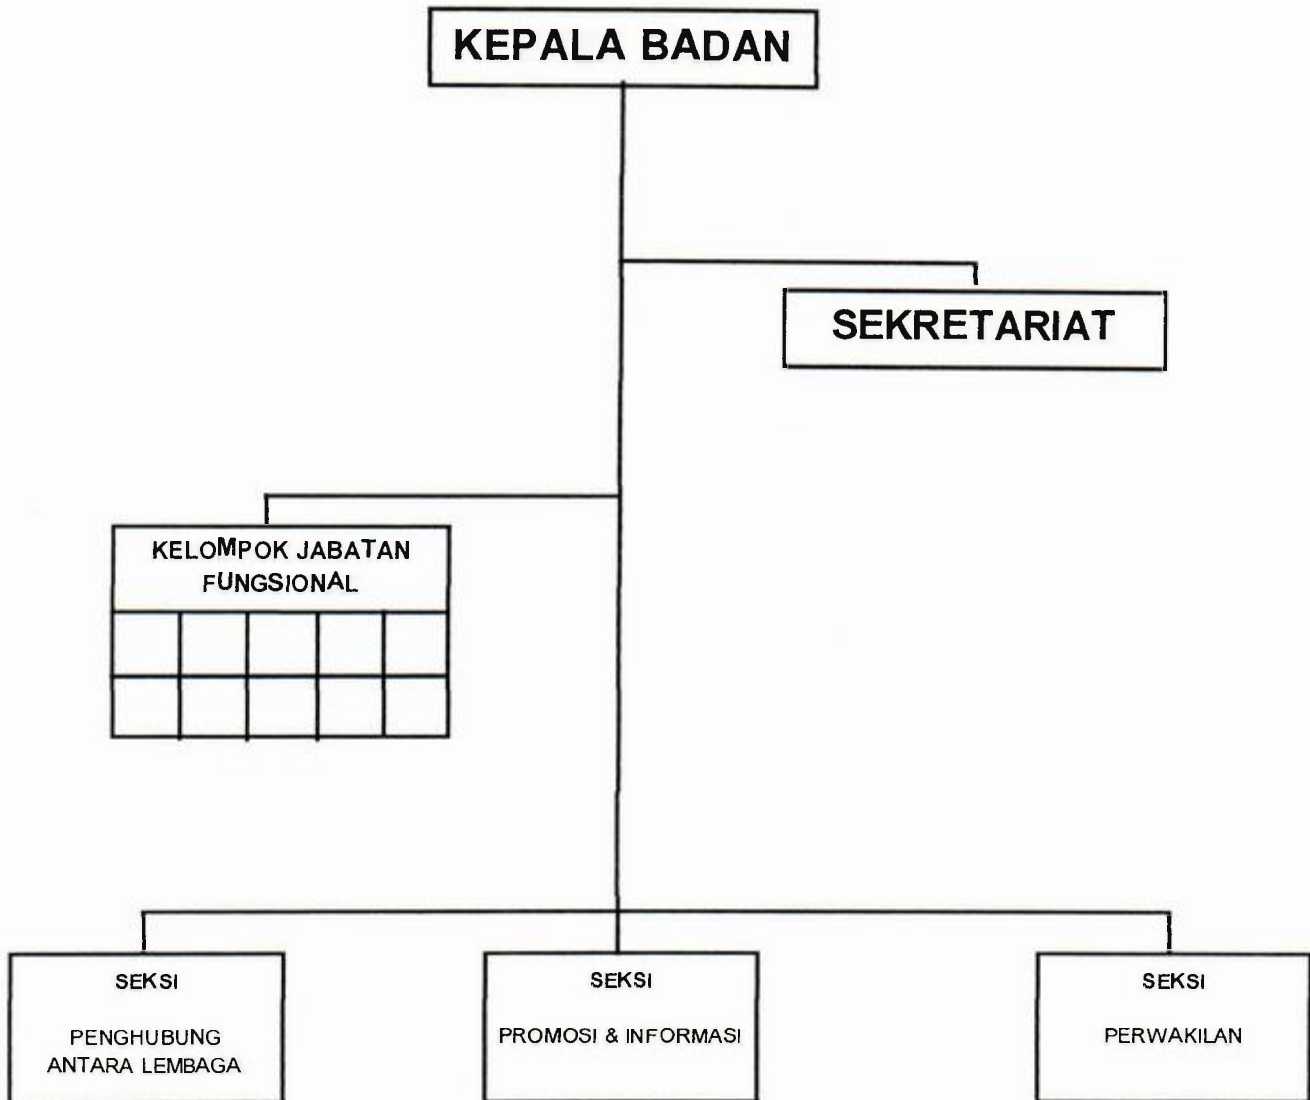 KEPALA BADAN
SEKRETARIAT
KELOMPOK JABATAN
FUNGSIONAL
SEKSI
PENGHUBUNG
ANTARA LEMBAGA
SEKSI
PROMOSI & INFORMASI
SEKSI
PERWAKILAN